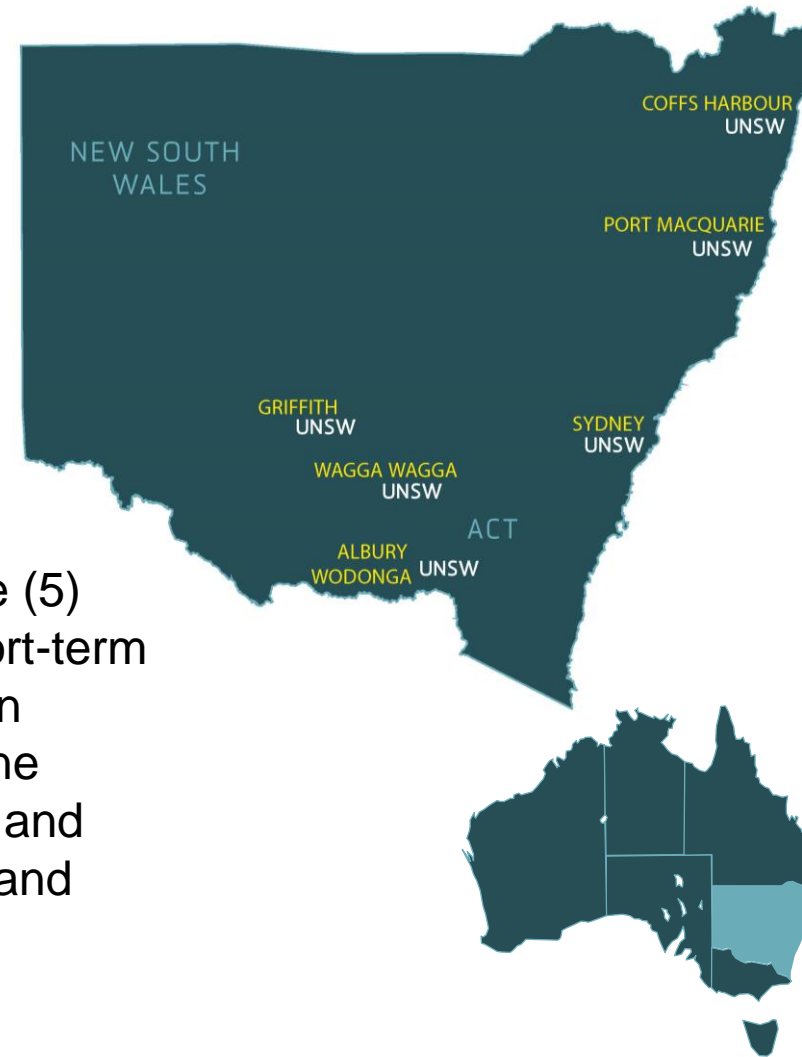 COFFS HARBOUR
UNSW
NEW SOUTH
WALES
PORT MACQUARIE
UNSW
GRIFFITH
UNSW
SYDNEY
UNSW
WAGGA WAGGA
UNSW
ACT
ALBURY
WODONGA UNSW
e (5)
ort-term
n
ne
and
and